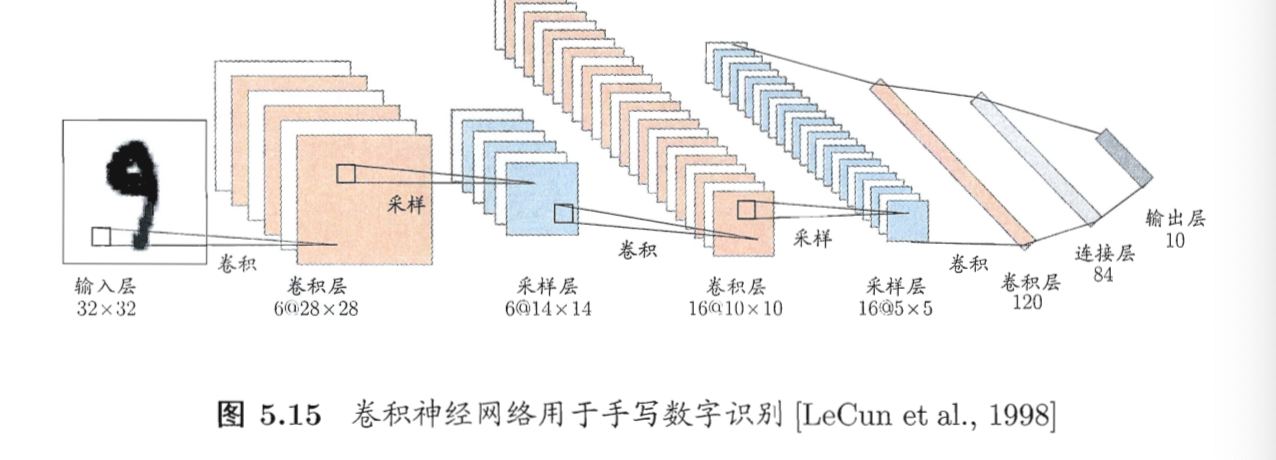 采样
卷积
卷积
采样
卷积
输入层
32×32
卷积层
6@28×28
采样层
6@14×14
卷积层
16@10×10
采样层
16@5×5
卷积层
120
连接层
84
输出层
10
图 5.15 卷积神经网络用于手写数字识别 [LeCun et al., 1998]